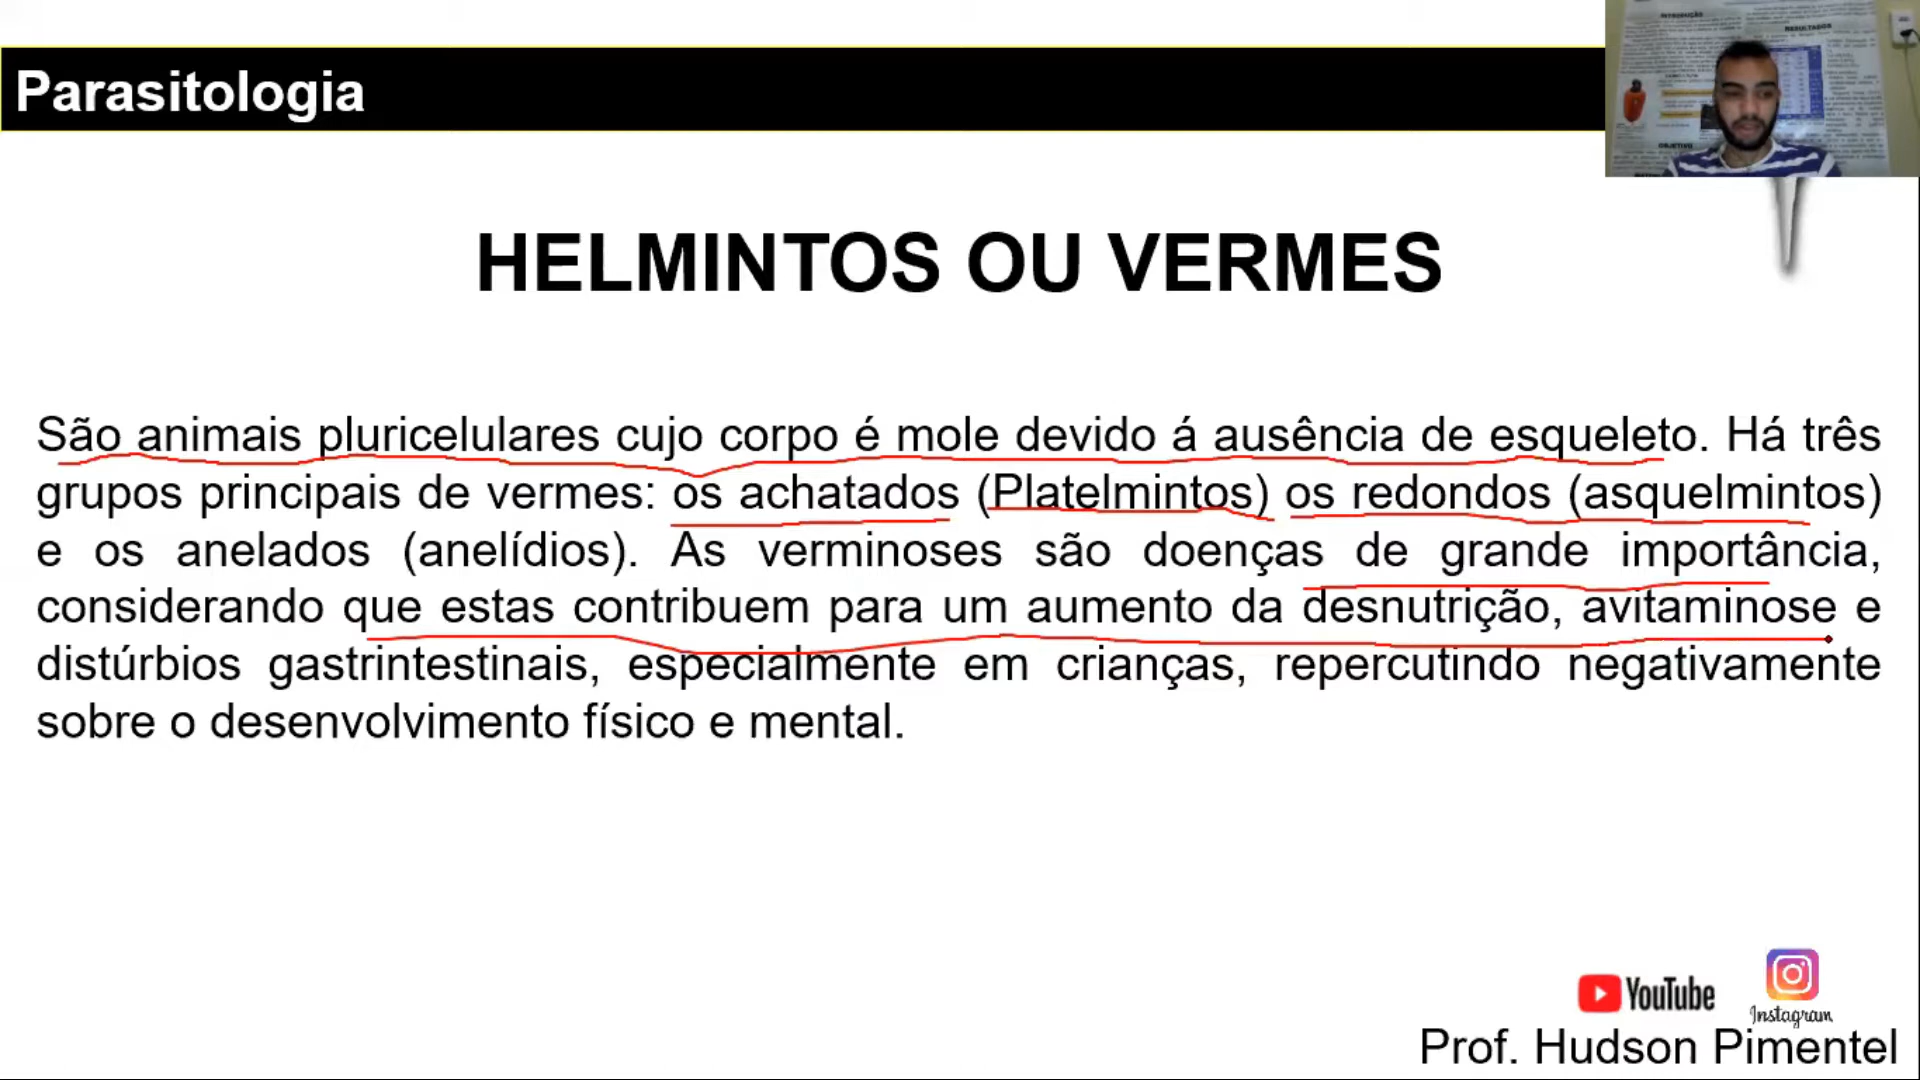 INTRODUÇÃO
RESULTADOS
OBJETIVO
Parasitologia
HELMINTOS OU VERMES
São animais pluricelulares cujo corpo é mole devido á ausência de esqueleto. Há três
grupos principais de vermes: os achatados (Platelmintos) os redondos (asquelmintos)
e os anelados (anelídios). As verminoses são doenças de grande importância,
considerando que estas contribuem para um aumento da desnutrição, avitaminose e
distúrbios gastrintestinais, especialmente em crianças, repercutindo negativamente
sobre o desenvolvimento físico e mental.
YouTube
Instagram
Prof. Hudson Pimentel